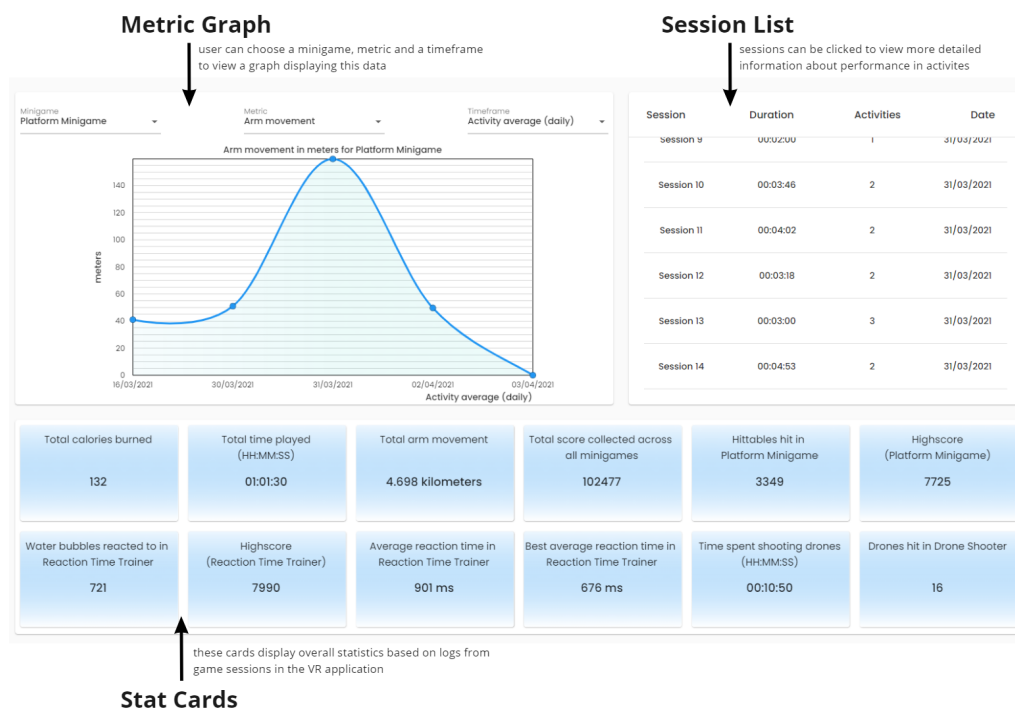 Metric Graph
user can choose a minigame, metric and a timeframe
to view a graph displaying this data
Session List
sessions can be clicked to view more detailed
information about performance in activites
Minigame
Platform Minigame
Metric
Arm movement
Timeframe
Activity average (daily)
Arm movement in meters for Platform Minigame
meters
140
120
100
80
60
40
20
0
16/03/2021 30/03/2021 31/03/2021 02/04/2021 03/04/2021
Activity average (daily)
Session Duration Activities Date
Session 9 00:02:00 1 31/03/2021
Session 10 00:03:46 2 31/03/2021
Session 11 00:04:02 2 31/03/2021
Session 12 00:03:18 2 31/03/2021
Session 13 00:03:00 3 31/03/2021
Session 14 00:04:53 2 31/03/2021
Total calories burned
132
Total time played
(HH:MM:SS)
01:01:30
Total arm movement
4.698 kilometers
Total score collected across
all minigames
102477
Hittables hit in
Platform Minigame
3349
Highscore
(Platform Minigame)
7725
Water bubbles reacted to in
Reaction Time Trainer
721
Highscore
(Reaction Time Trainer)
7990
Average reaction time in
Reaction Time Trainer
901 ms
Best average reaction time in
Reaction Time Trainer
676 ms
Time spent shooting drones
(HH:MM:SS)
00:10:50
Drones hit in Drone Shooter
16
these cards display overall statistics based on logs from
game sessions in the VR application
Stat Cards